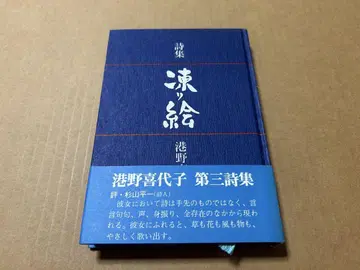 詩集
凍り絵
港野
港野喜代子 第三詩集
評・杉山平一(詩人)
彼女において詩は手先のものではなく、言
言句句、声、身振り、全存在のなかから現わ
れる。彼女にふれると、草も花も風も物も、
やさしく歌い出す。